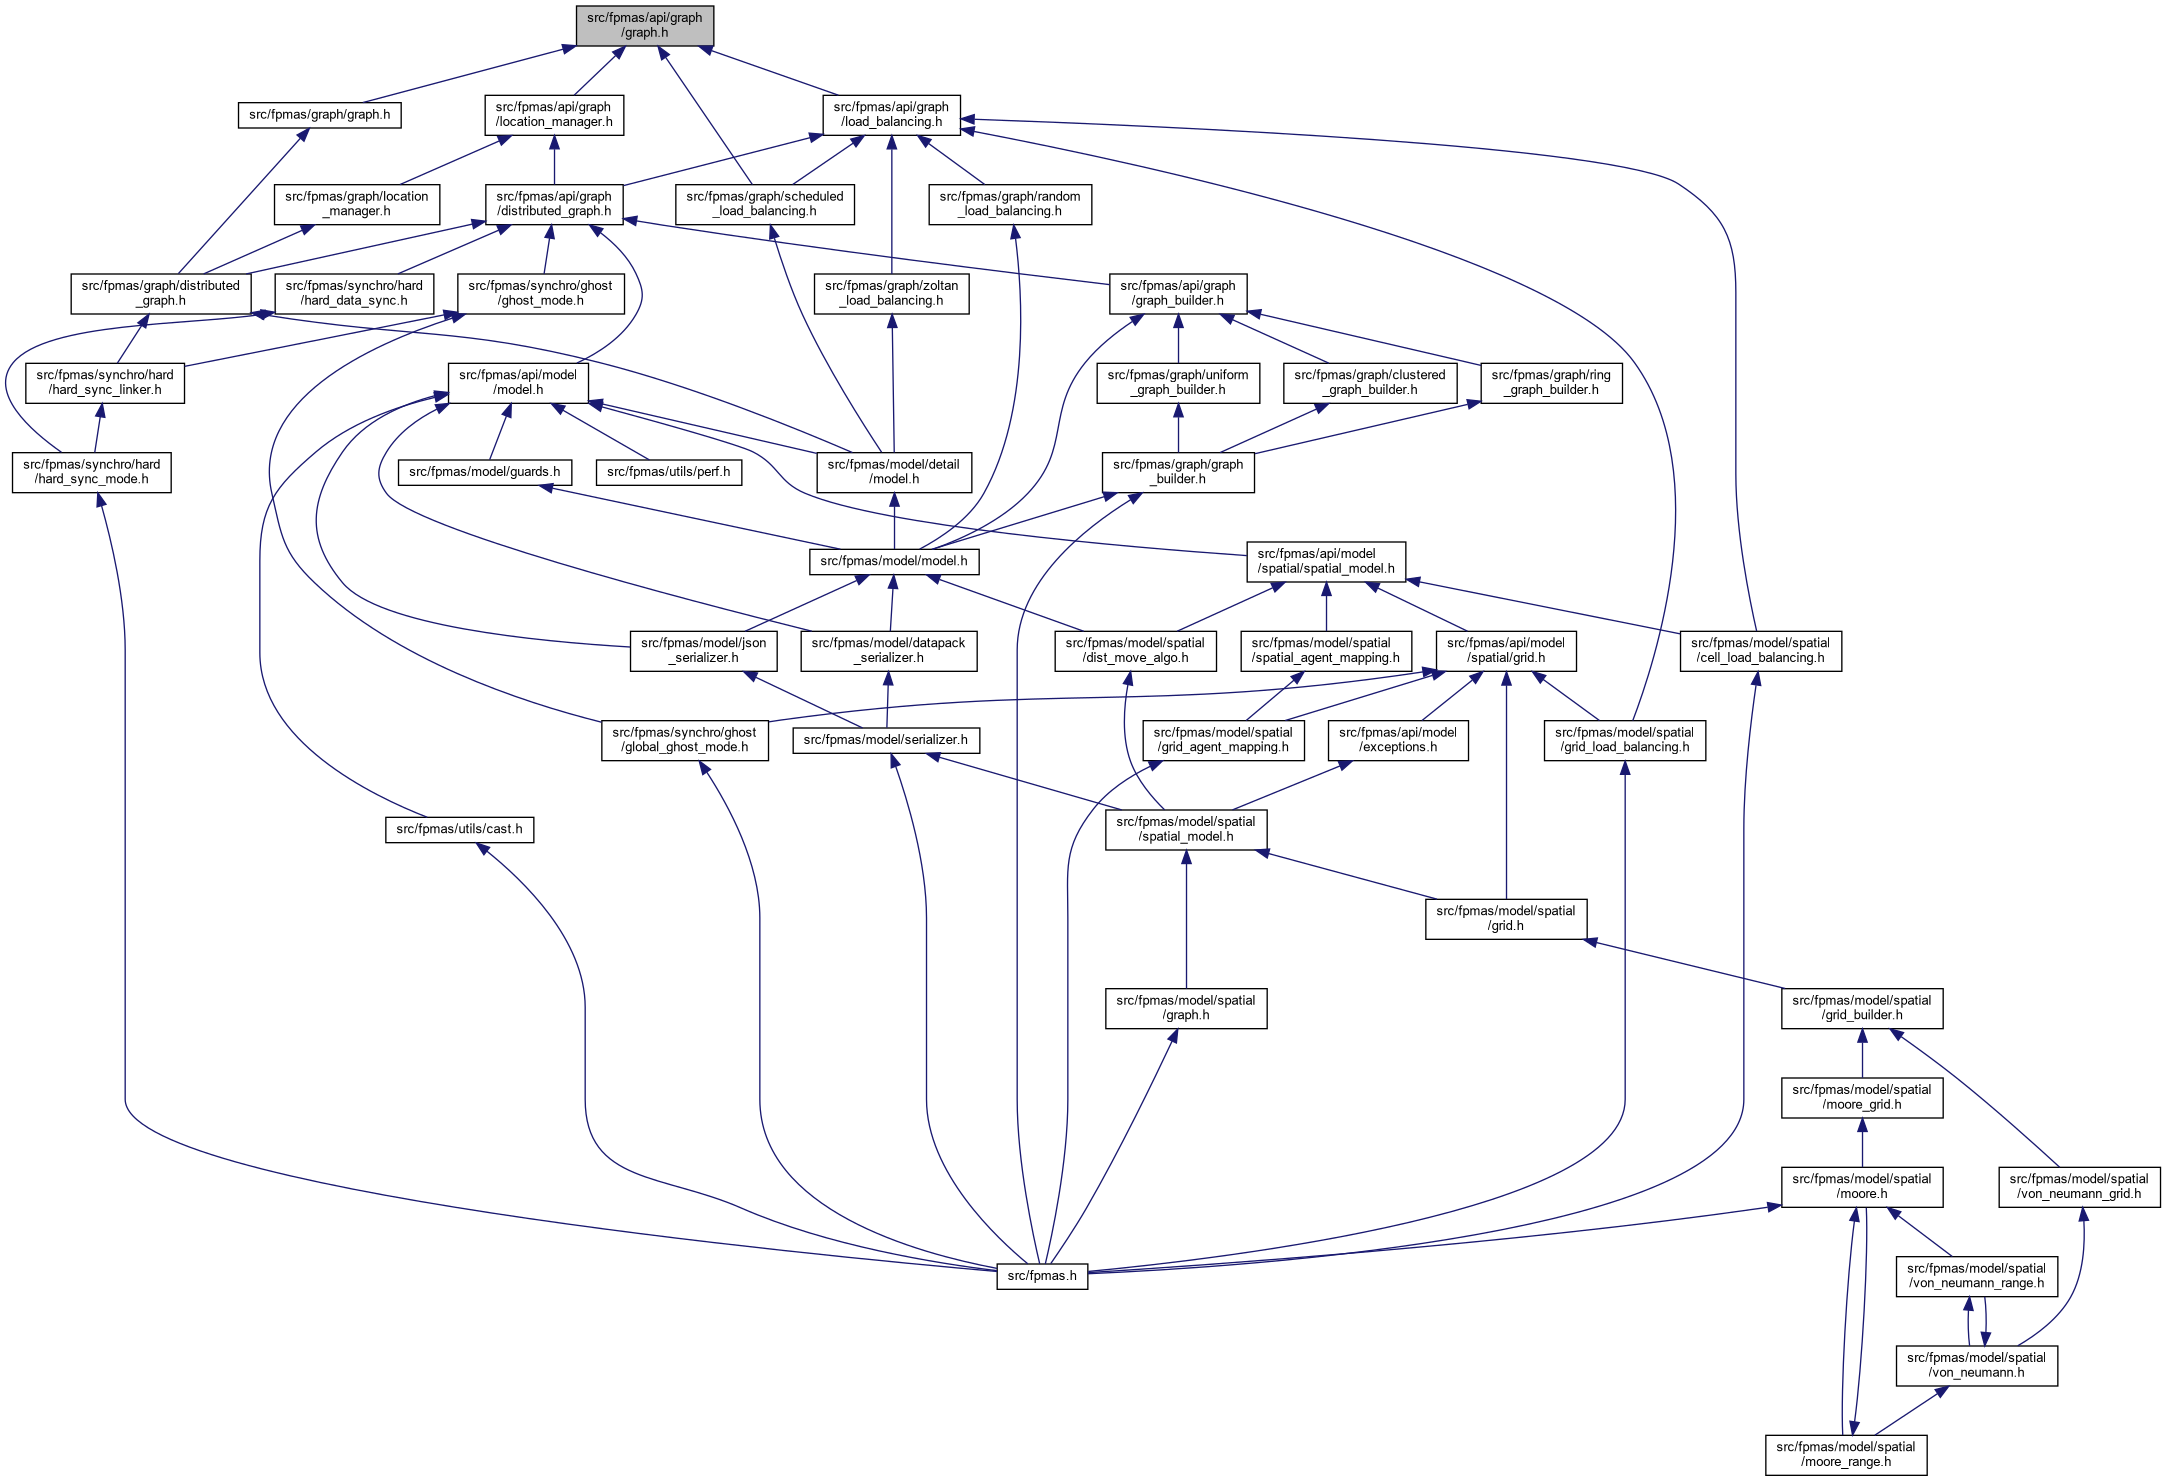 src/fpmas/api/graph
/graph.h
src/fpmas/graph/graph.h
src/fpmas/api/graph
/location_manager.h
src/fpmas/api/graph
/load_balancing.h
src/fpmas/graph/location
_manager.h
src/fpmas/api/graph
/distributed_graph.h
src/fpmas/graph/scheduled
_load_balancing.h
src/fpmas/graph/random
_load_balancing.h
src/fpmas/graph/distributed
_graph.h
src/fpmas/synchro/hard
/hard_data_sync.h
src/fpmas/synchro/ghost
/ghost_mode.h
src/fpmas/graph/zoltan
_load_balancing.h
src/fpmas/api/graph
/graph_builder.h
src/fpmas/synchro/hard
/hard_sync_linker.h
src/fpmas/api/model
/model.h
src/fpmas/graph/uniform
_graph_builder.h
src/fpmas/graph/clustered
_graph_builder.h
src/fpmas/graph/ring
_graph_builder.h
src/fpmas/synchro/hard
/hard_sync_mode.h
src/fpmas/model/guards.h
src/fpmas/utils/perf.h
src/fpmas/model/detail
/model.h
src/fpmas/graph/graph
_builder.h
src/fpmas/model/model.h
src/fpmas/api/model
/spatial/spatial_model.h
src/fpmas/model/json
_serializer.h
src/fpmas/model/datapack
_serializer.h
src/fpmas/model/spatial
/dist_move_algo.h
src/fpmas/model/spatial
/spatial_agent_mapping.h
src/fpmas/api/model
/spatial/grid.h
src/fpmas/model/spatial
/cell_load_balancing.h
src/fpmas/synchro/ghost
/global_ghost_mode.h
src/fpmas/model/serializer.h
src/fpmas/model/spatial
/grid_agent_mapping.h
src/fpmas/api/model
/exceptions.h
src/fpmas/model/spatial
/grid_load_balancing.h
src/fpmas/utils/cast.h
src/fpmas/model/spatial
/spatial_model.h
src/fpmas/model/spatial
/grid.h
src/fpmas/model/spatial
/graph.h
src/fpmas/model/spatial
/grid_builder.h
src/fpmas/model/spatial
/moore_grid.h
src/fpmas/model/spatial
/moore.h
src/fpmas/model/spatial
/von_neumann_grid.h
src/fpmas.h
src/fpmas/model/spatial
/von_neumann_range.h
src/fpmas/model/spatial
/von_neumann.h
src/fpmas/model/spatial
/moore_range.h